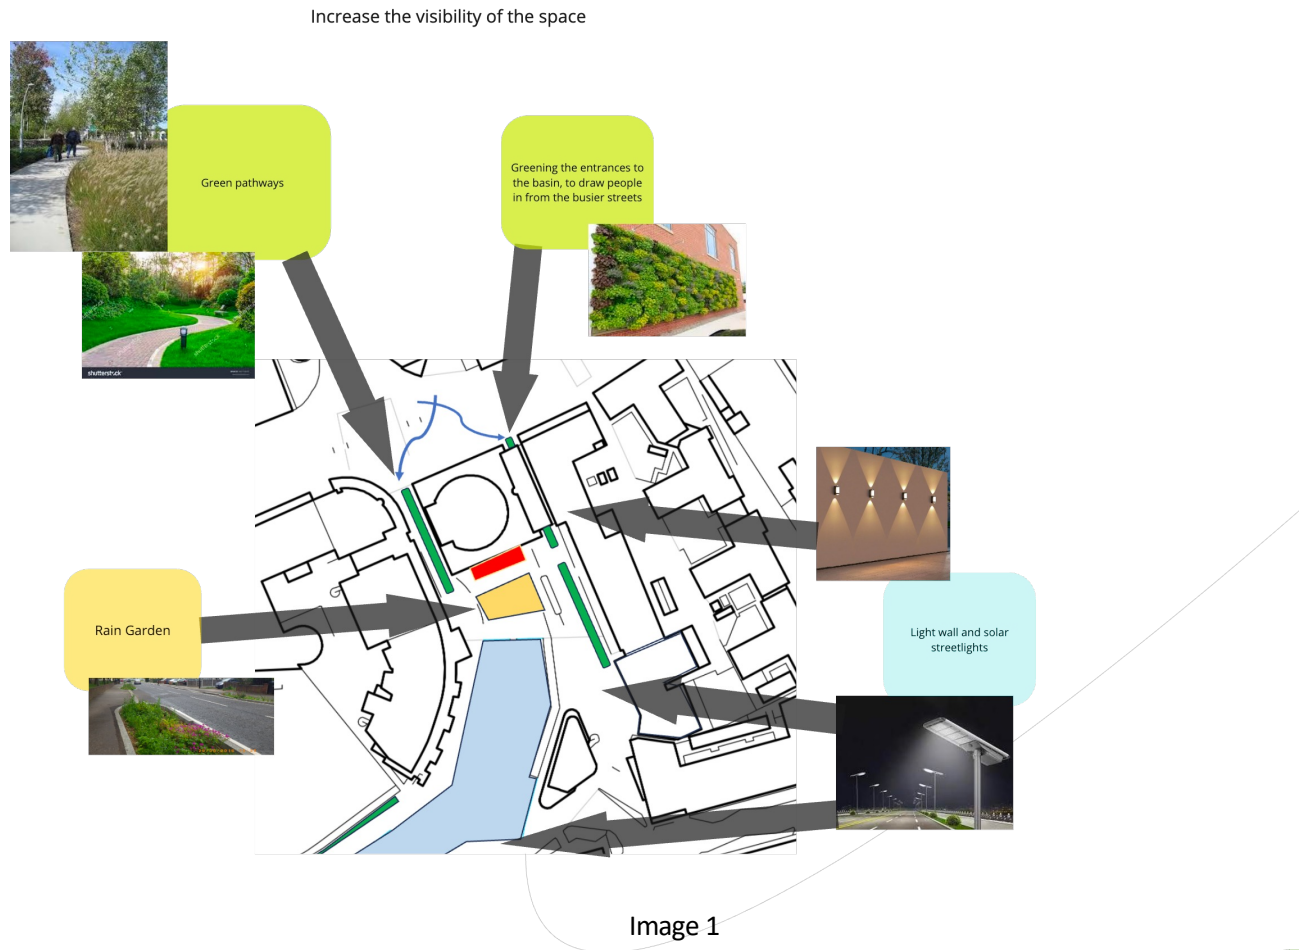 Increase the visibility of the space
Green pathways
Greening the entrances to
the basin, to draw people
in from the busier streets
shutterstock
Rain Garden
Light wall and solar
streetlights
Image 1